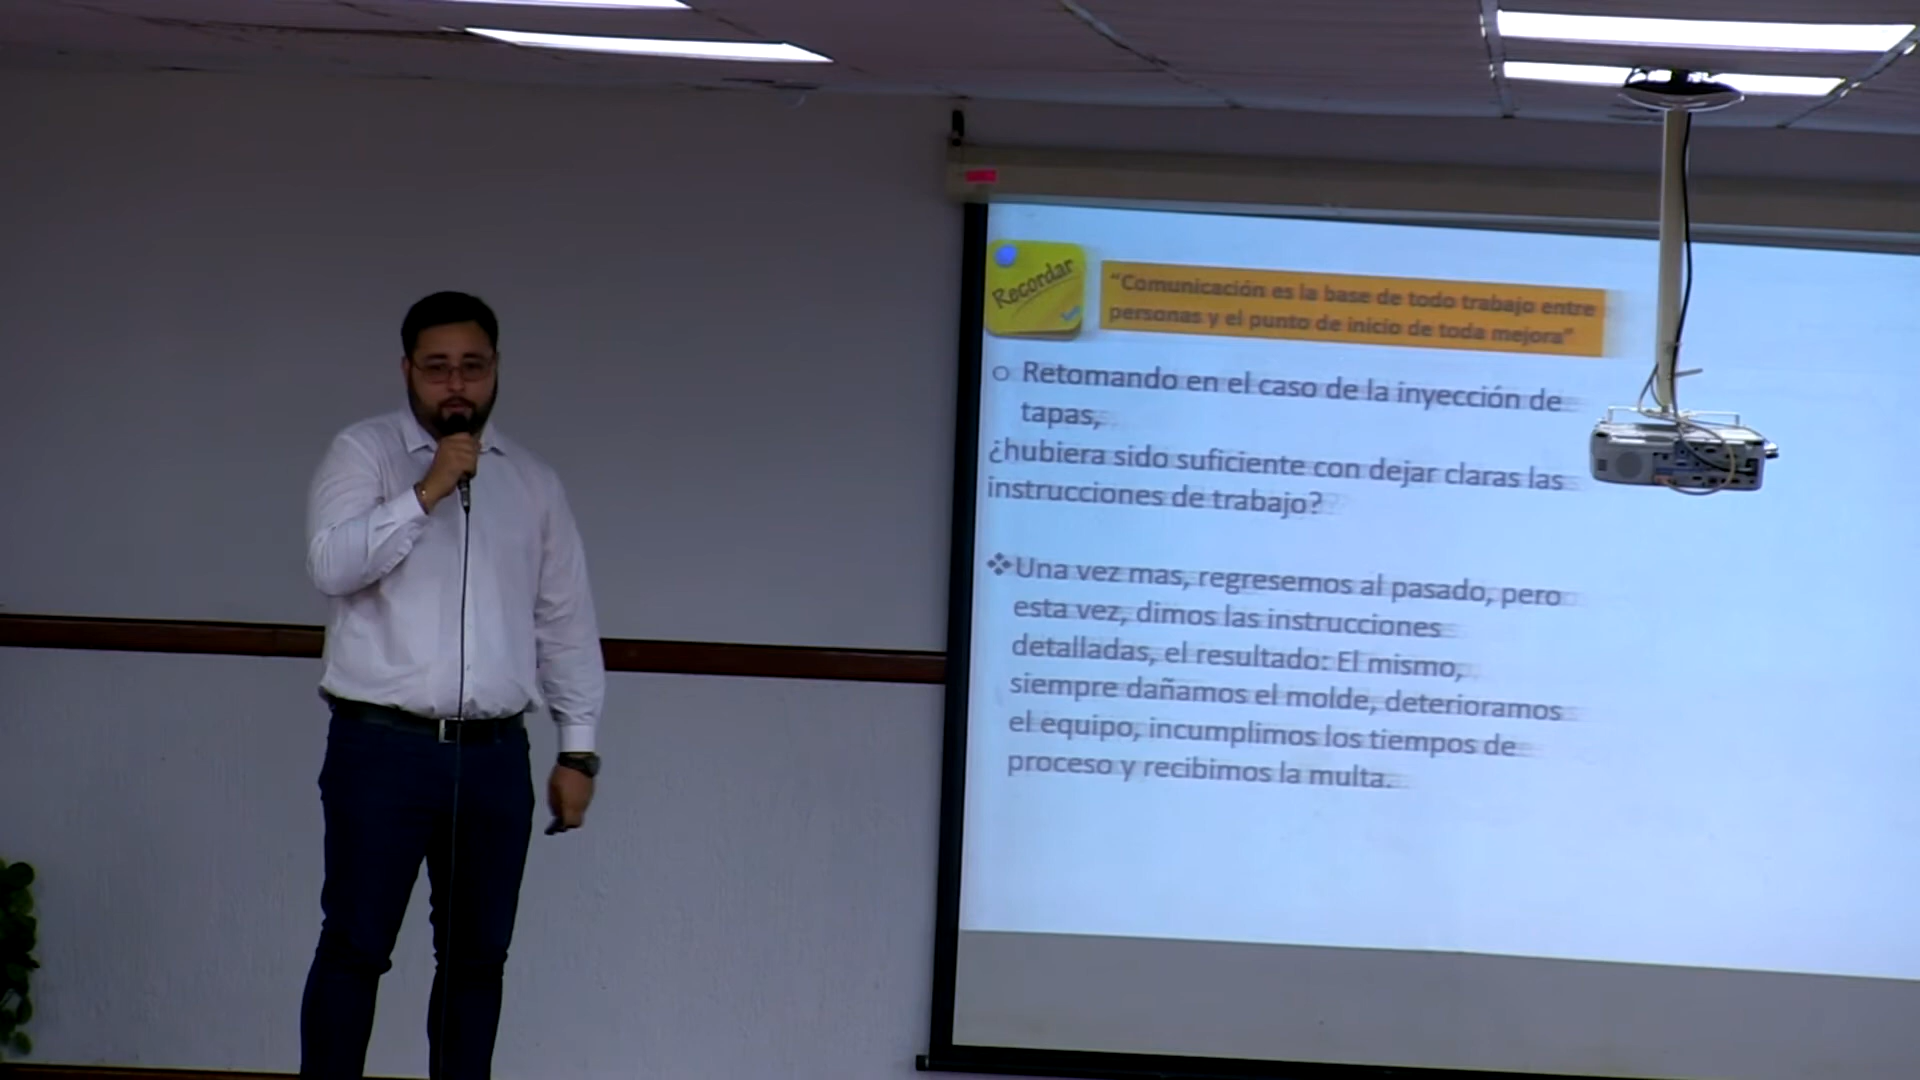 Recordar
“Comunicación es la base de todo trabajo entre
personas y el punto de inicio de toda mejora”
o Retomando en el caso de la inyección de
tapas,
¿hubiera sido suficiente con dejar claras las
instrucciones de trabajo?
❖Una vez mas, regresemos al pasado, pero
esta vez, dimos las instrucciones
detalladas, el resultado: El mismo,
siempre dañamos el molde, deterioramos
el equipo, incumplimos los tiempos de
proceso y recibimos la multa.